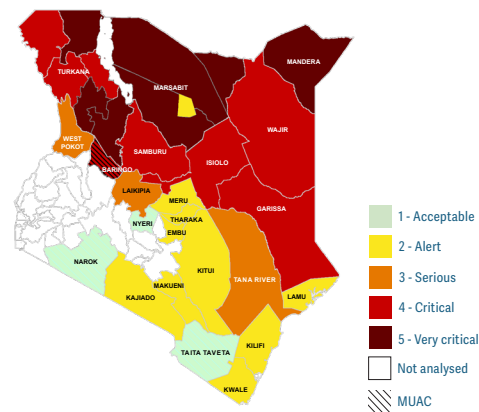 MANDERA
TURKANA
MARSABIT
WAJIR
WEST
POKOT
SAMBURU
ISIOLO
BARINGO
LAIKIPIA
MERU
GARISSA
THARAKA
NYERI
EMBU
NAROK
KITUI
TANA RIVER
MAKUENI
KAJIADO
LAMU
KILIFI
TAITA TAVETA
KWALE
1 - Acceptable
2 - Alert
3 - Serious
4 - Critical
5 - Very critical
Not analysed
MUAC